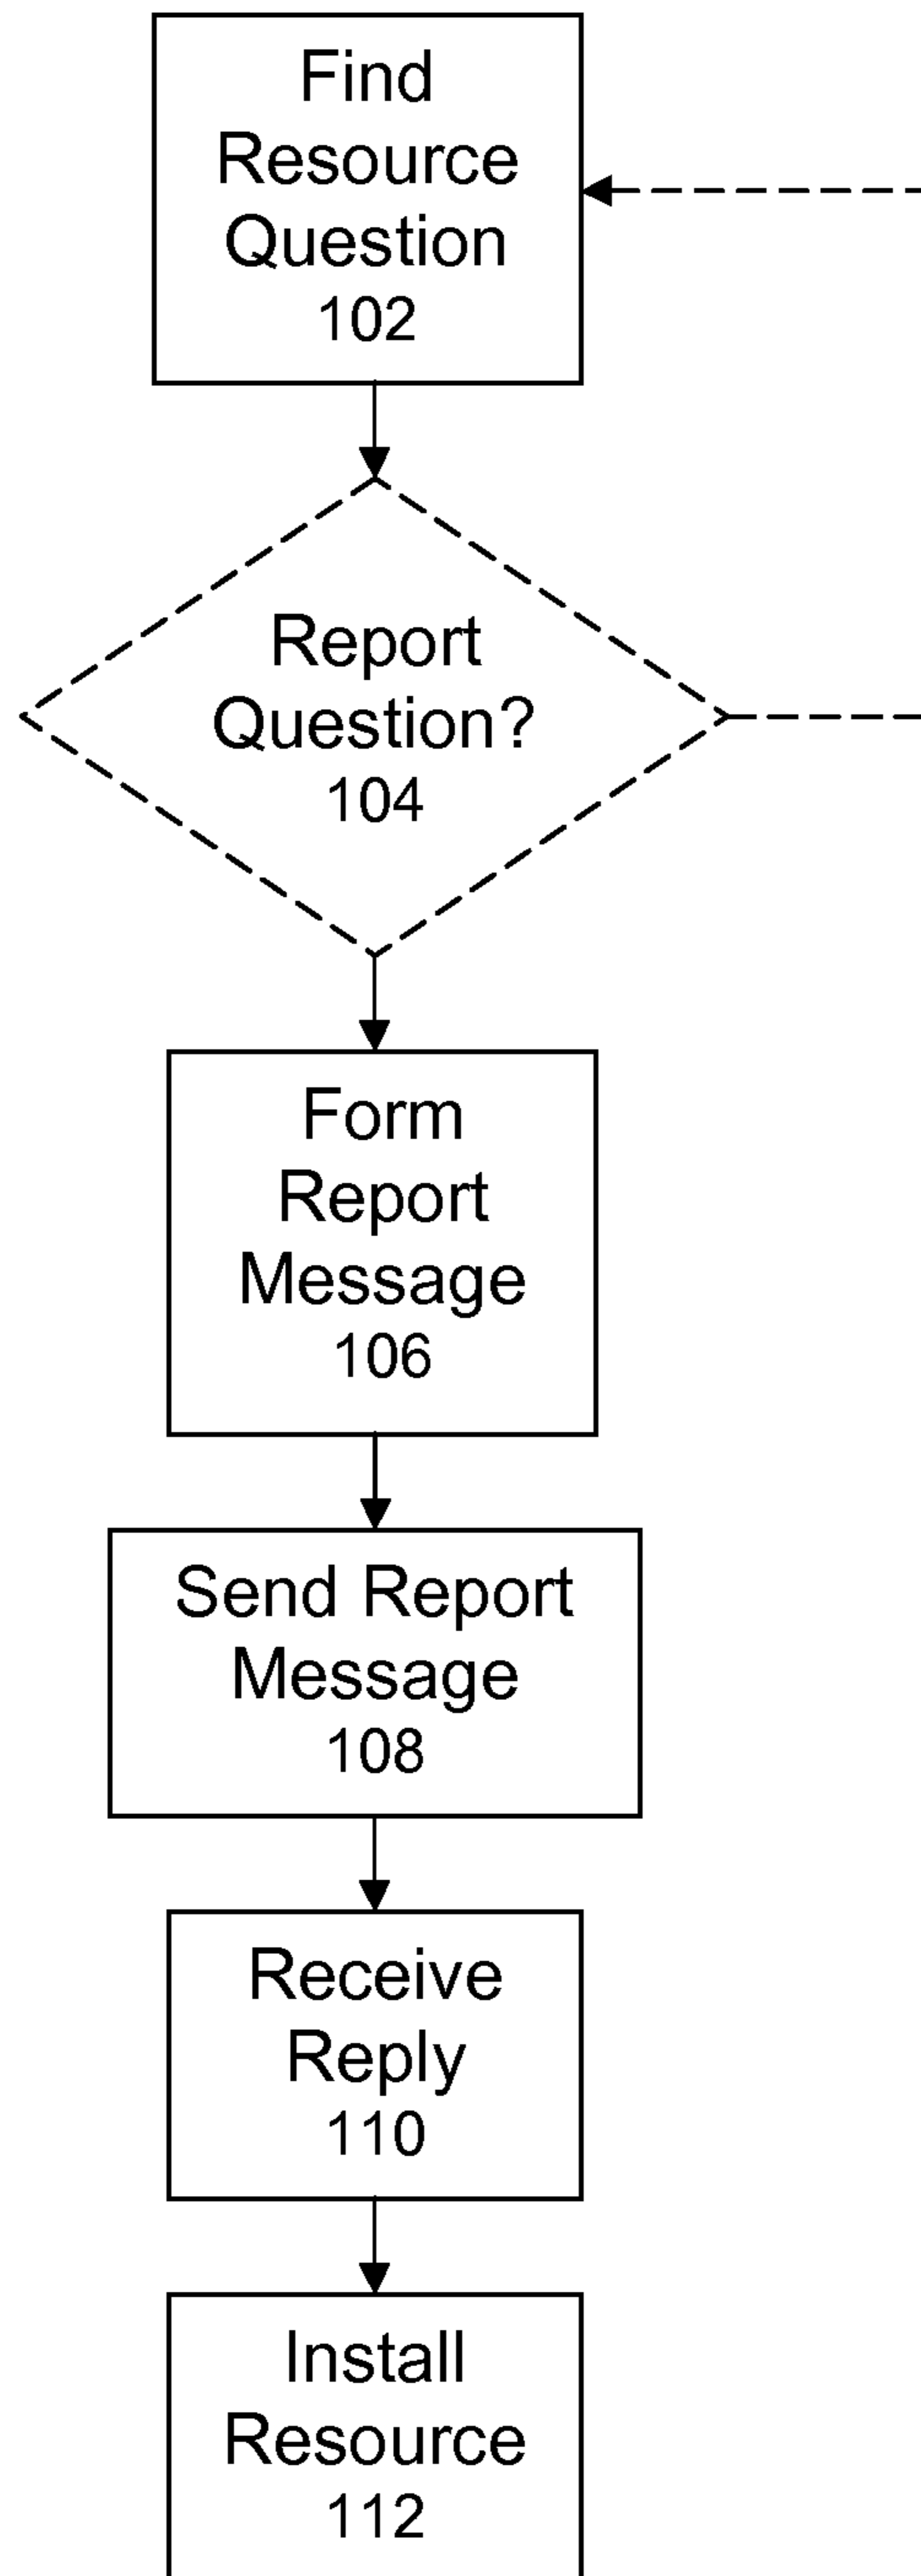 Find
Resource
Question
102
Report
Question?
104
Form
Report
Message
106
Send Report
Message
108
Receive
Reply
110
Install
Resource
112